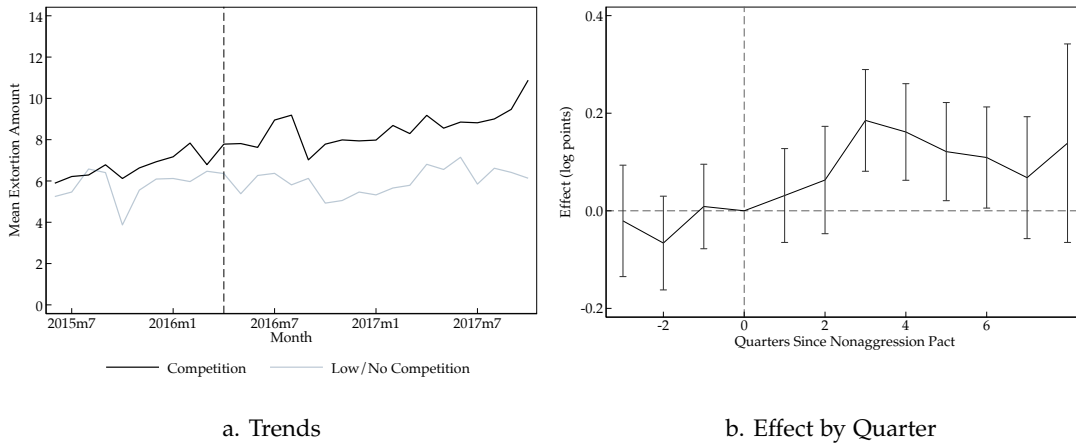 14
12
10
8
6
4
2
0
Mean Extortion Amount
2015m7 2016m1 2016m7 2017m1 2017m7
Month
Competition Low/No Competition
a. Trends
0.4
0.2
0.0
-0.2
Effect (log points)
-2 0 2 4 6
Quarters Since Nonaggression Pact
b. Effect by Quarter